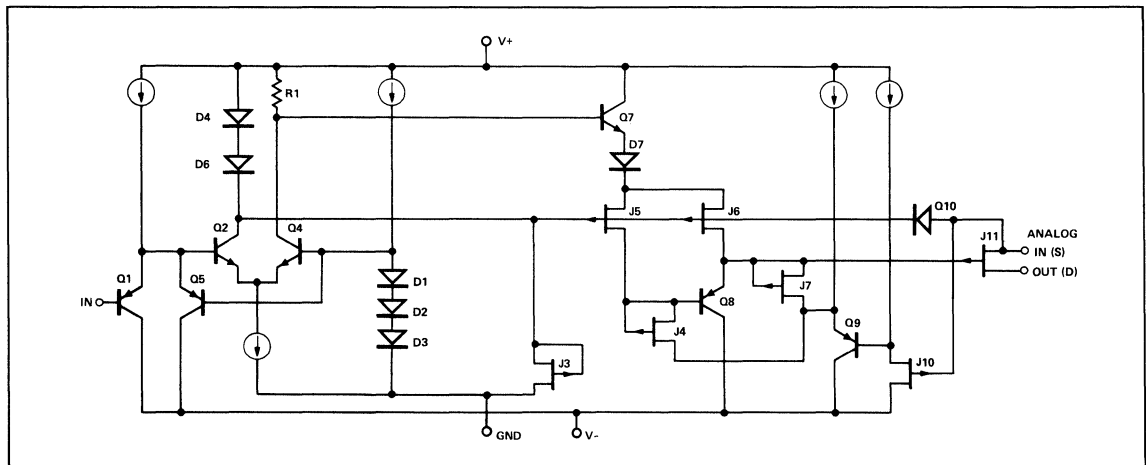 V+
R1
D4
Q7
D7
D6
J5
J6
Q10
Q2
Q4
J11
ANALOG
IN (S)
OUT (D)
Q1
Q5
D1
J7
IN
D2
Q8
Q9
J4
D3
J3
J10
GND
V-